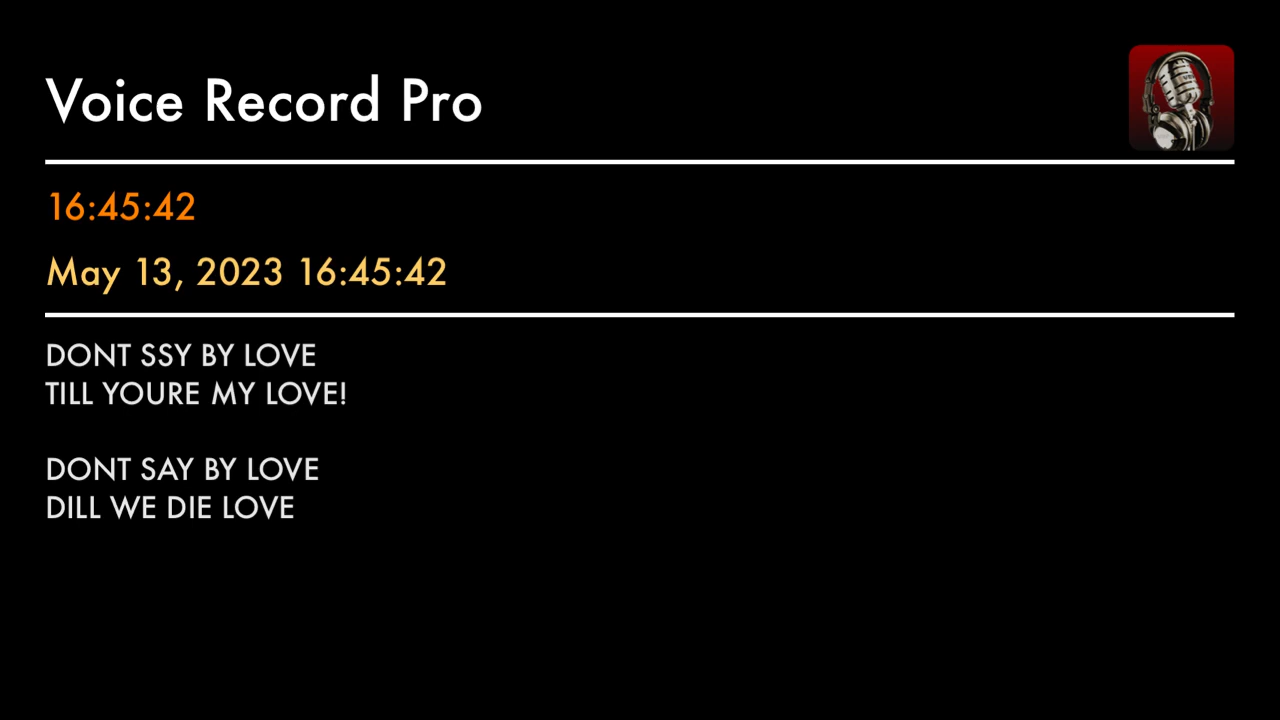 Voice Record Pro
16:45:42
May 13, 2023 16:45:42
DONT SSY BY LOVE
TILL YOURE MY LOVE!
DONT SAY BY LOVE
DILL WE DIE LOVE